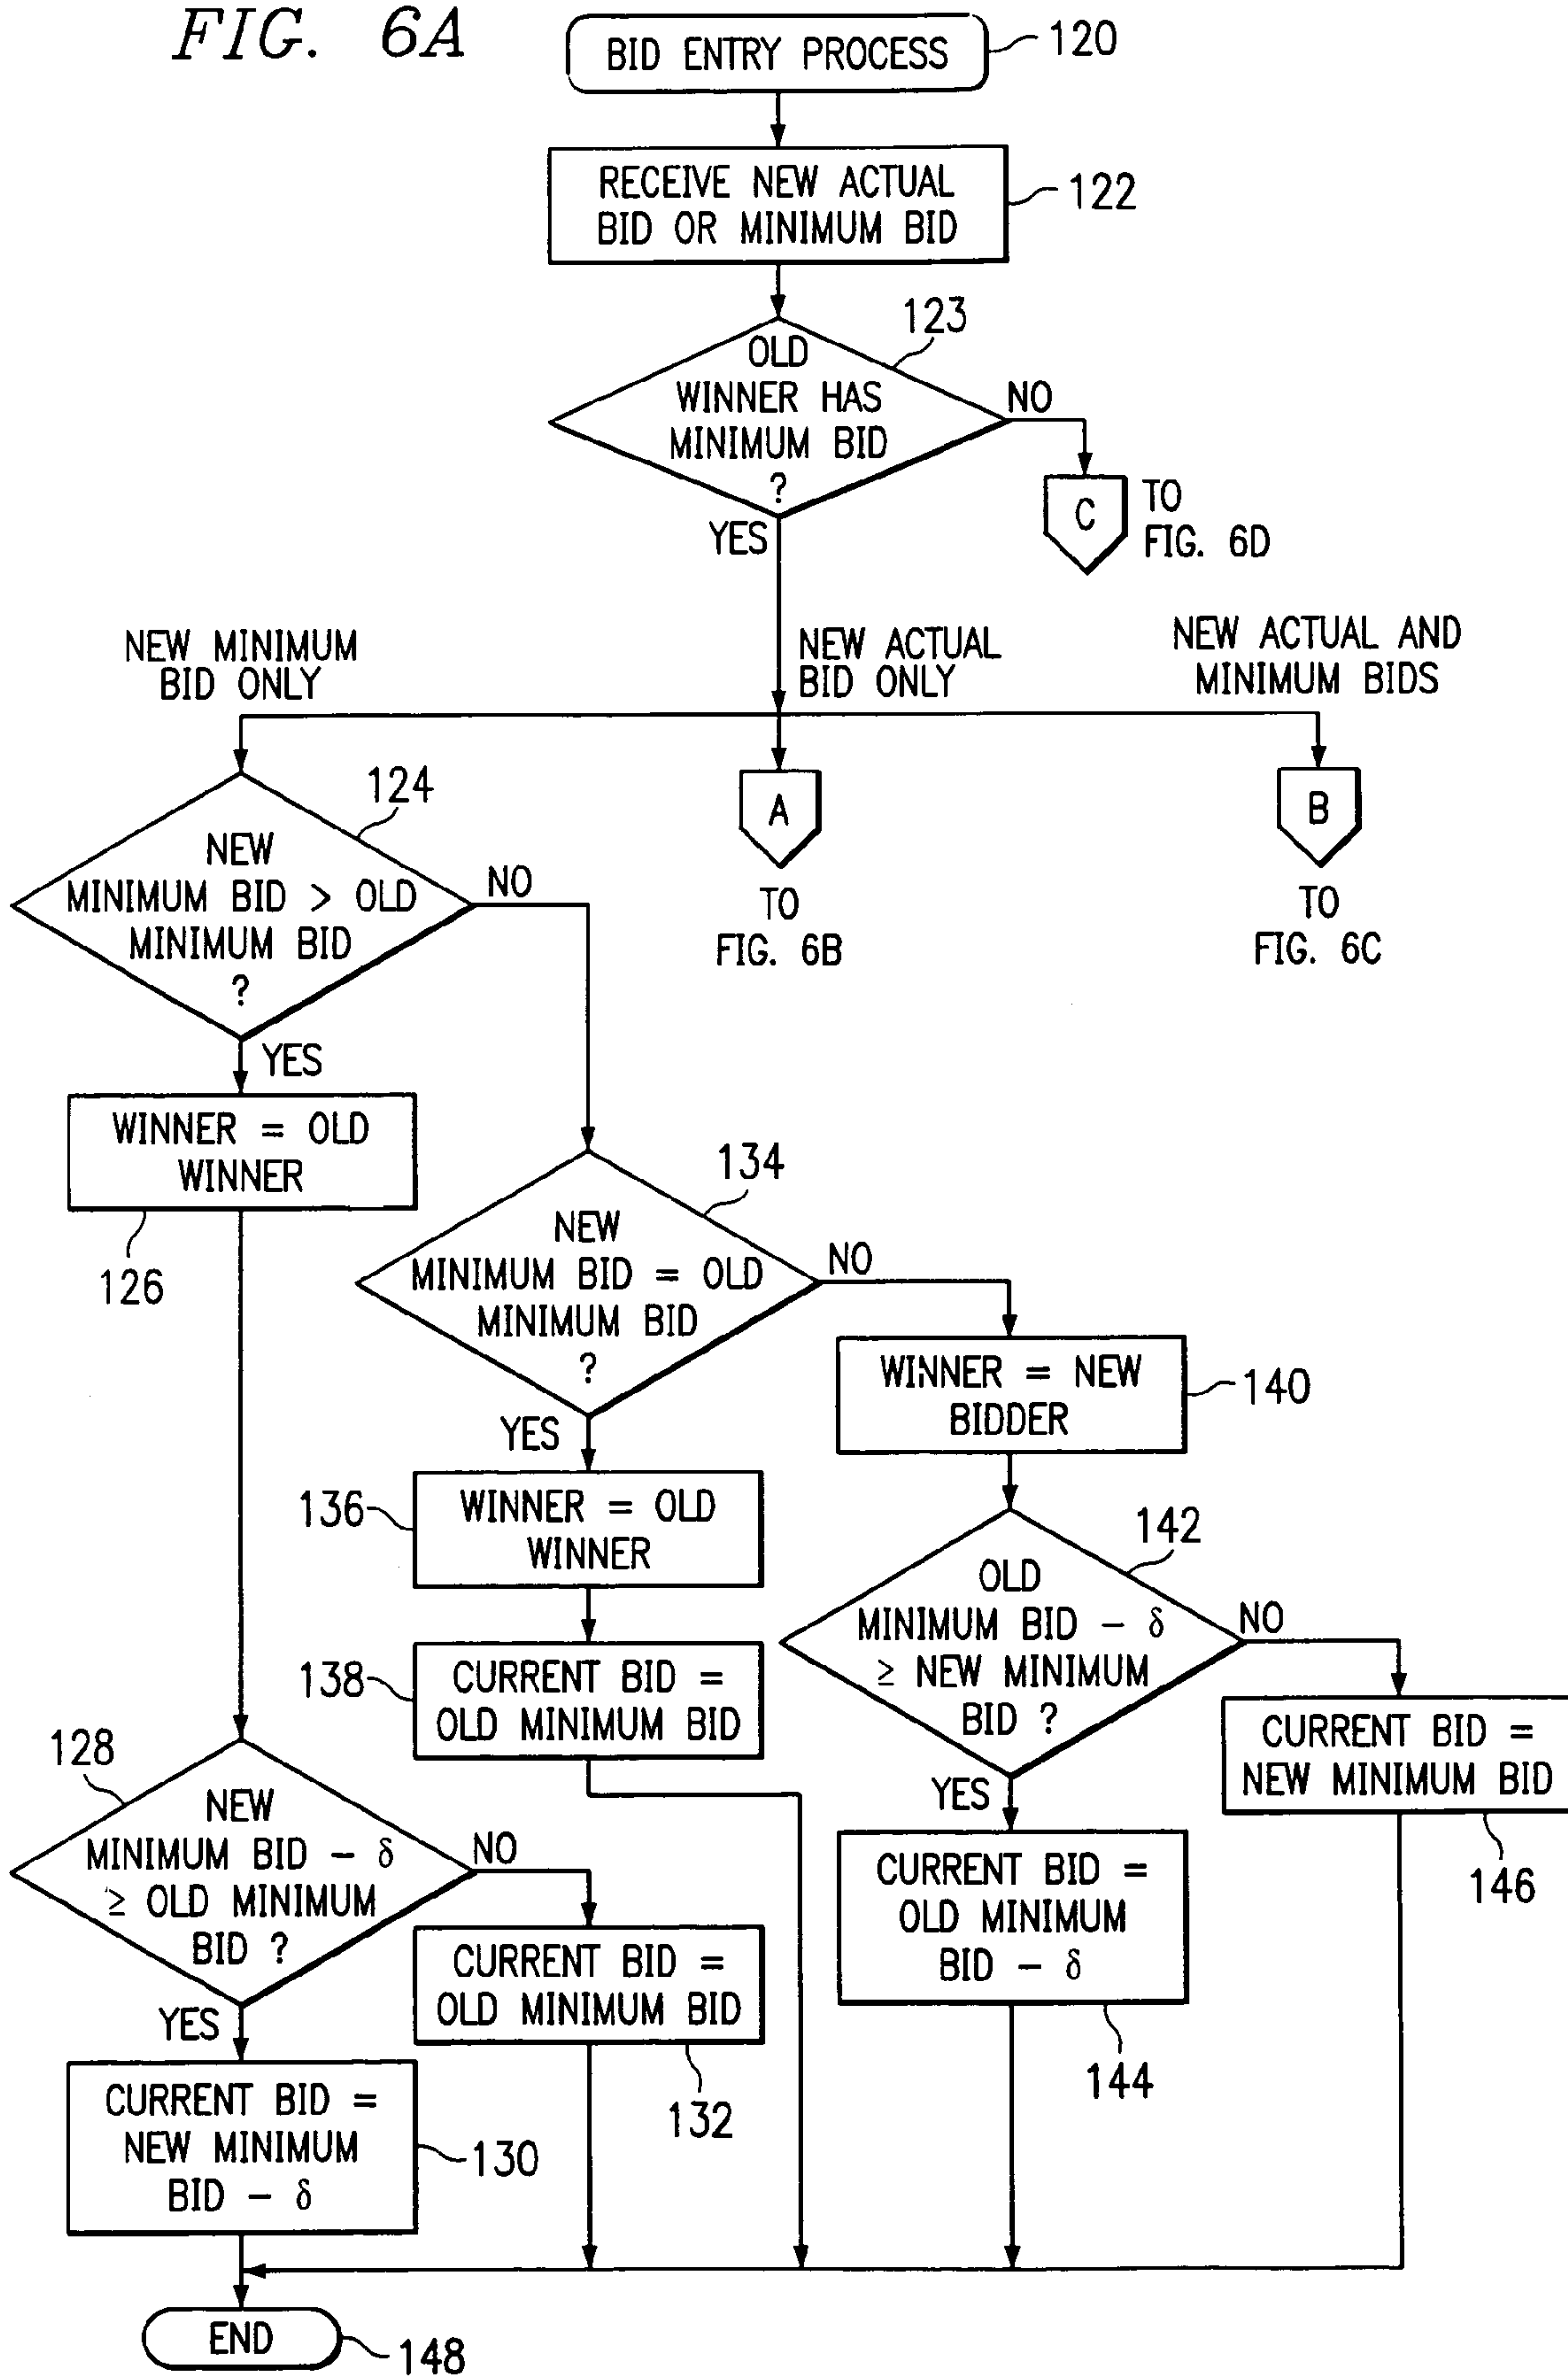 FIG. 6A
BID ENTRY PROCESS
120
RECEIVE NEW ACTUAL
BID OR MINIMUM BID
122
123
OLD
WINNER HAS
MINIMUM BID
?
NO
YES
C
TO
FIG. 6D
NEW MINIMUM
BID ONLY
NEW ACTUAL
BID ONLY
NEW ACTUAL AND
MINIMUM BIDS
124
NEW
MINIMUM BID > OLD
MINIMUM BID
?
NO
YES
A
TO
FIG. 6B
B
TO
FIG. 6C
WINNER = OLD
WINNER
126
134
NEW
MINIMUM BID = OLD
MINIMUM BID
?
NO
YES
WINNER = NEW
BIDDER
140
136
WINNER = OLD
WINNER
142
OLD
MINIMUM BID - δ
≥ NEW MINIMUM
BID ?
NO
YES
138
CURRENT BID =
OLD MINIMUM BID
CURRENT BID =
NEW MINIMUM BID
146
128
NEW
MINIMUM BID - δ
≥ OLD MINIMUM
BID ?
NO
YES
CURRENT BID =
OLD MINIMUM
BID - δ
144
CURRENT BID =
OLD MINIMUM BID
132
CURRENT BID =
NEW MINIMUM
BID - δ
130
END
148